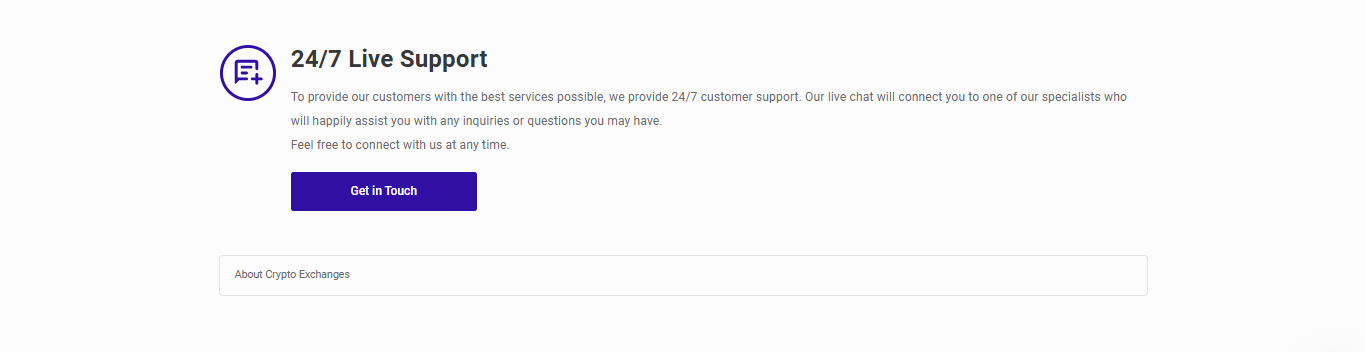 24/7 Live Support
To provide our customers with the best services possible, we provide 24/7 customer support. Our live chat will connect you to one of our specialists who
will happily assist you with any inquiries or questions you may have.
Feel free to connect with us at any time.
Get in Touch
About Crypto Exchanges